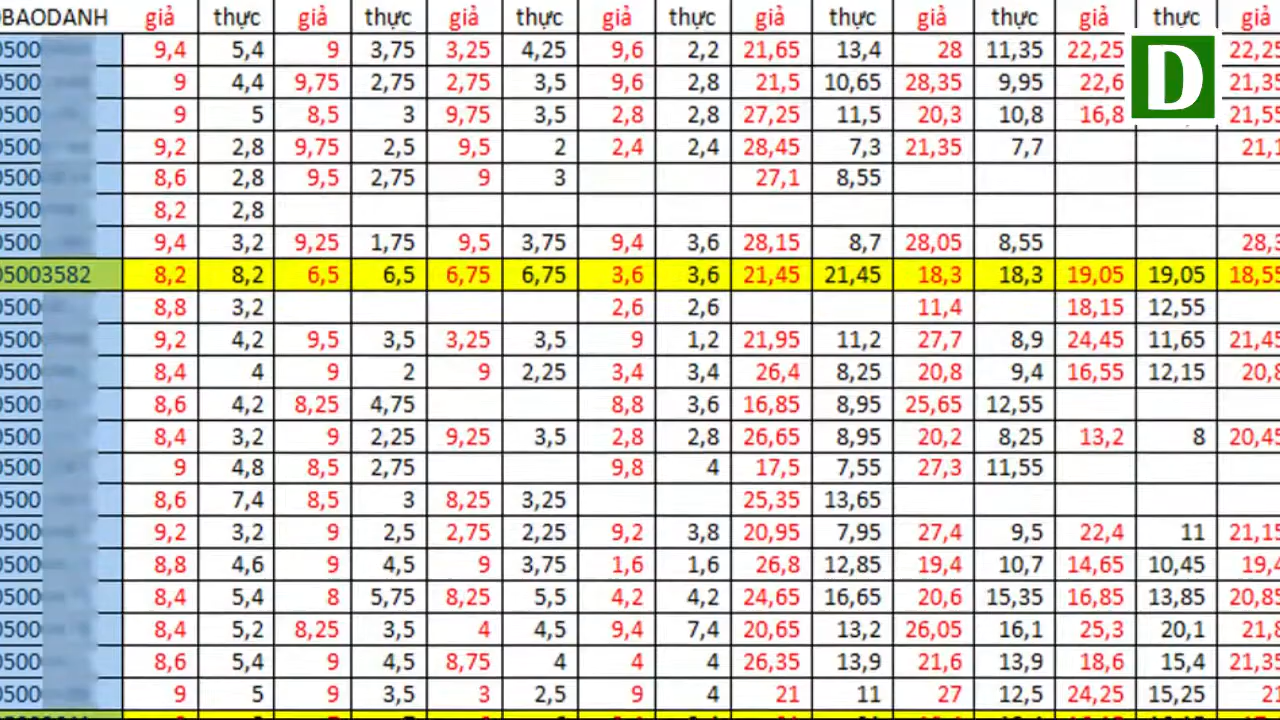 OBAODANH giả thực giả thực giả thực giả thực giả thực giả thực giả thực giả
0500 9,4 5,4 9 3,75 3,25 4,25 9,6 2,2 21,65 13,4 28 11,35 22,25 22,25
D
0500 9 4,4 9,75 2,75 2,75 3,5 9,6 2,8 21,5 10,65 28,35 9,95 22,6 21,35
0500 9 5 8,5 3 9,75 3,5 2,8 2,8 27,25 11,5 20,3 10,8 16,8 21,55
0500 9,2 2,8 9,75 2,5 9,5 2 2,4 2,4 28,45 7,3 21,35 7,7 21,1
0500 8,6 2,8 9,5 2,75 9 3 27,1 8,55
0500 8,2 2,8
0500 9,4 3,2 9,25 1,75 9,5 3,75 9,4 3,6 28,15 8,7 28,05 8,55 28,3
05003582 8,2 8,2 6,5 6,5 6,75 6,75 3,6 3,6 21,45 21,45 18,3 18,3 19,05 19,05 18,55
0500 8,8 3,2 2,6 2,6 11,4 18,15 12,55
0500 9,2 4,2 9,5 3,5 3,25 3,5 9 1,2 21,95 11,2 27,7 8,9 24,45 11,65 21,45
0500 8,4 4 9 2 9 2,25 3,4 3,4 26,4 8,25 20,8 9,4 16,55 12,15 20,8
0500 8,6 4,2 8,25 4,75 8,8 3,6 16,85 8,95 25,65 12,55
0500 8,4 3,2 9 2,25 9,25 3,5 2,8 2,8 26,65 8,95 20,2 8,25 13,2 8 20,45
0500 9 4,8 8,5 2,75 9,8 4 17,5 7,55 27,3 11,55
0500 8,6 7,4 8,5 3 8,25 3,25 25,35 13,65
0500 9,2 3,2 9 2,5 2,75 2,25 9,2 3,8 20,95 7,95 27,4 9,5 22,4 11 21,15
0500 8,8 4,6 9 4,5 9 3,75 1,6 1,6 26,8 12,85 19,4 10,7 14,65 10,45 19,4
0500 8,4 5,4 8 5,75 8,25 5,5 4,2 4,2 24,65 16,65 20,6 15,35 16,85 13,85 20,85
0500 8,4 5,2 8,25 3,5 4 4,5 9,4 7,4 20,65 13,2 26,05 16,1 25,3 20,1 21,8
0500 8,6 5,4 9 4,5 8,75 4 4 4 26,35 13,9 21,6 13,9 18,6 15,4 21,35
0500 9 5 9 3,5 3 2,5 9 4 21 11 27 12,5 24,25 15,25 21